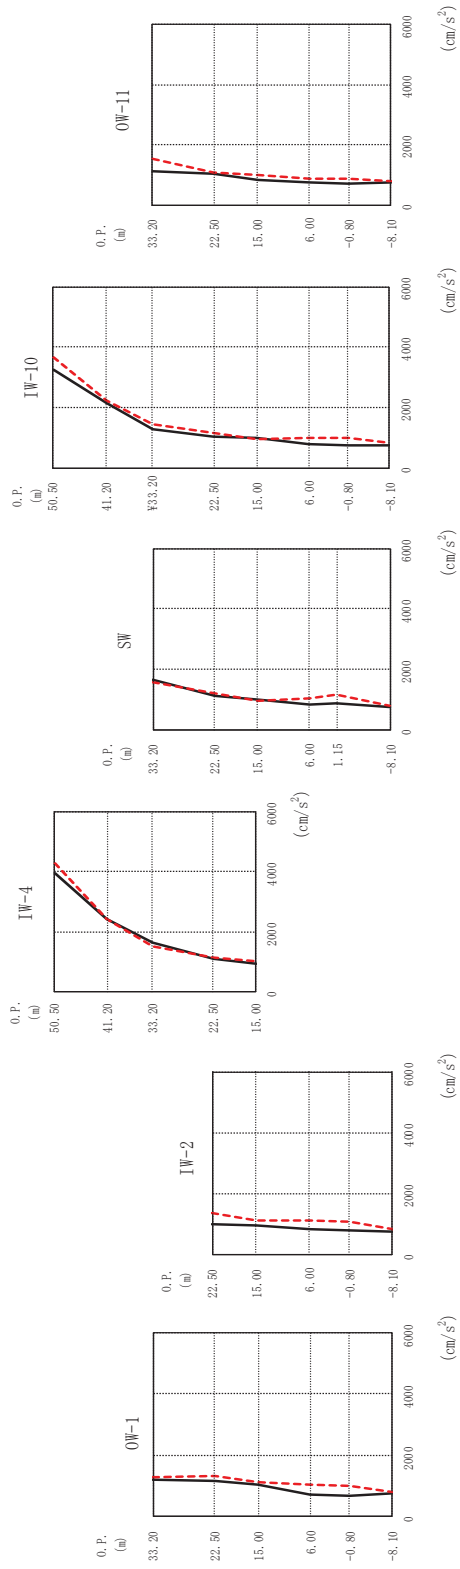 OW-1
O.P.
(m)
33.20
22.50
15.00
6.00
-0.80
-8.10
0
2000
4000
6000
(cm/s²)
IW-2
O.P.
(m)
22.50
15.00
6.00
-0.80
-8.10
0
2000
4000
6000
(cm/s²)
IW-4
O.P.
(m)
50.50
41.20
33.20
22.50
15.00
0
2000
4000
6000
(cm/s²)
SW
O.P.
(m)
33.20
22.50
15.00
6.00
1.15
-8.10
0
2000
4000
6000
(cm/s²)
IW-10
O.P.
(m)
50.50
41.20
¥33.20
22.50
15.00
6.00
-0.80
-8.10
0
2000
4000
6000
(cm/s²)
OW-11
O.P.
(m)
33.20
22.50
15.00
6.00
-0.80
-8.10
0
2000
4000
6000
(cm/s²)